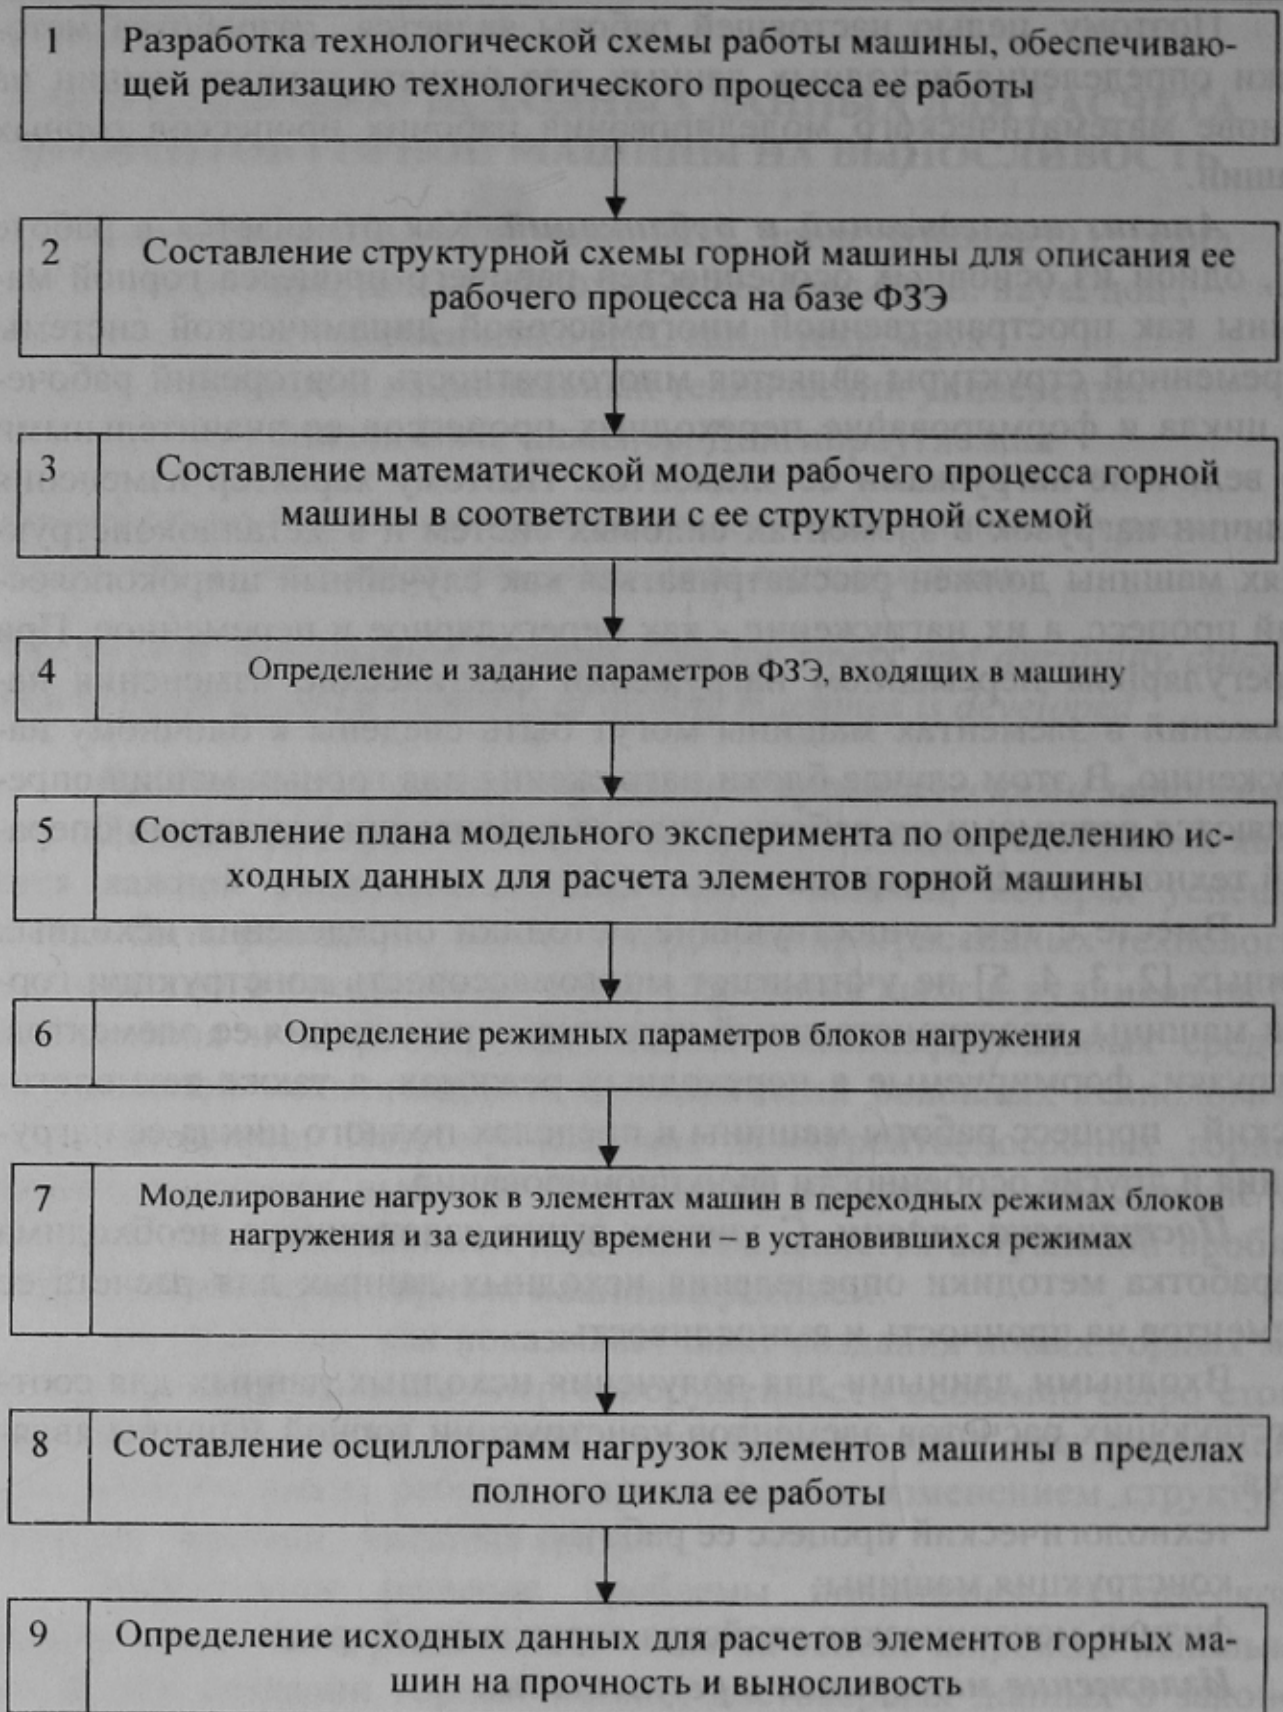 1 Разработка технологической схемы работы машины, обеспечиваю-
щей реализацию технологического процесса ее работы
2 Составление структурной схемы горной машины для описания ее
рабочего процесса на базе ФЗЭ
3 Составление математической модели рабочего процесса горной
машины в соответствии с ее структурной схемой
4 Определение и задание параметров ФЗЭ, входящих в машину
5 Составление плана модельного эксперимента по определению ис-
ходных данных для расчета элементов горной машины
6 Определение режимных параметров блоков нагружения
7 Моделирование нагрузок в элементах машин в переходных режимах блоков
нагружения и за единицу времени – в установившихся режимах
8 Составление осциллограмм нагрузок элементов машины в пределах
полного цикла ее работы
9 Определение исходных данных для расчетов элементов горных ма-
шин на прочность и выносливость